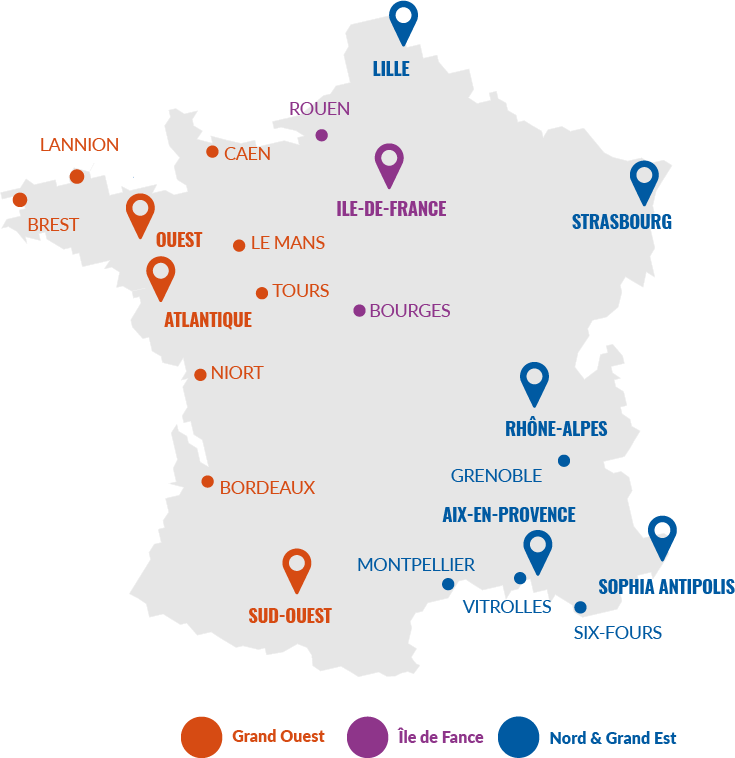 LILLE
ROUEN
LANNION
CAEN
ILE-DE-FRANCE
STRASBOURG
BREST
OUEST
LE MANS
TOURS
BOURGES
ATLANTIQUE
NIORT
RHÔNE-ALPES
GRENOBLE
BORDEAUX
AIX-EN-PROVENCE
MONTPELLIER
SOPHIA ANTIPOLIS
VITROLLES
SUD-OUEST
SIX-FOURS
Grand Ouest
Île de Fance
Nord & Grand Est